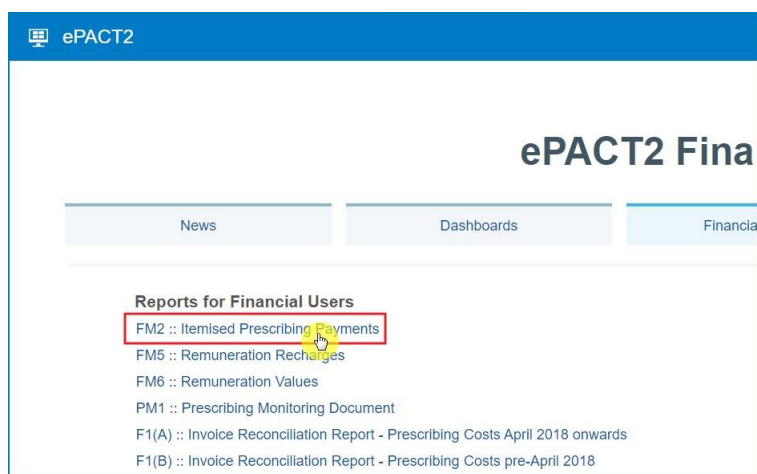 ePACT2
ePACT2 Fina
News Dashboards Financia
Reports for Financial Users
FM2 :: Itemised Prescribing Payments
FM5 :: Remuneration Recharges
FM6 :: Remuneration Values
PM1 :: Prescribing Monitoring Document
F1(A) :: Invoice Reconciliation Report - Prescribing Costs April 2018 onwards
F1(B) :: Invoice Reconciliation Report - Prescribing Costs pre-April 2018